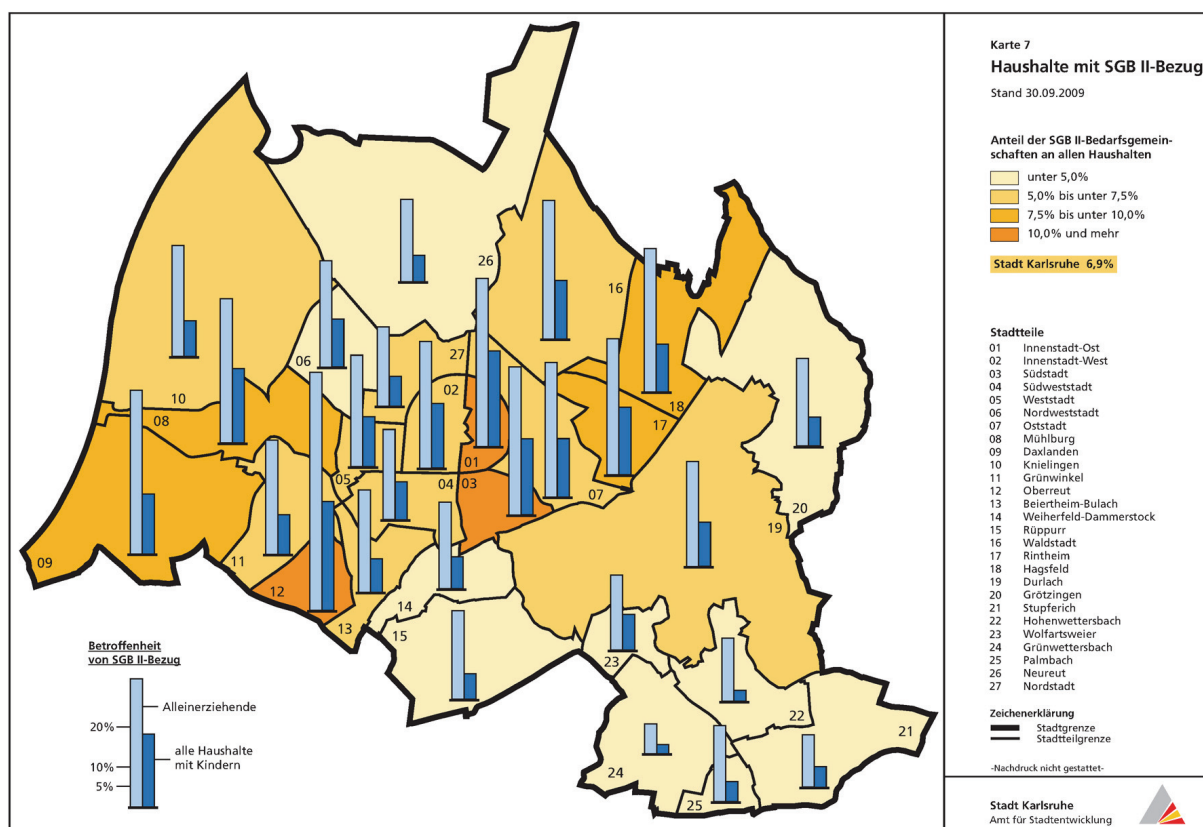 Karte 7
Haushalte mit SGB II-Bezug
Stand 30.09.2009
Anteil der SGB II-Bedarfsgemein-
schaften an allen Haushalten
unter 5,0%
5,0% bis unter 7,5%
7,5% bis unter 10,0%
10,0% und mehr
Stadt Karlsruhe 6,9%
Stadtteile
01 Innenstadt-Ost
02 Innenstadt-West
03 Südstadt
04 Südweststadt
05 Weststadt
06 Nordweststadt
07 Oststadt
08 Mühlburg
09 Daxlanden
10 Knielingen
11 Grünwinkel
12 Oberreut
13 Beiertheim-Bulach
14 Weiherfeld-Dammerstock
15 Rüppurr
16 Waldstadt
17 Rintheim
18 Hagsfeld
19 Durlach
20 Grötzingen
21 Stupferich
22 Hohenwettersbach
23 Wolfartsweier
24 Grünwettersbach
25 Palmbach
26 Neureut
27 Nordstadt
Zeichenerklärung
Stadtgrenze
Stadtteilgrenze
-Nachdruck nicht gestattet-
Stadt Karlsruhe
Amt für Stadtentwicklung
26
16
27
06
02
10
08
18
17
01
05
04
03
07
20
19
09
11
12
14
13
15
23
22
21
24
25
Betroffenheit
von SGB II-Bezug
Alleinerziehende
20%
alle Haushalte
mit Kindern
10%
5%